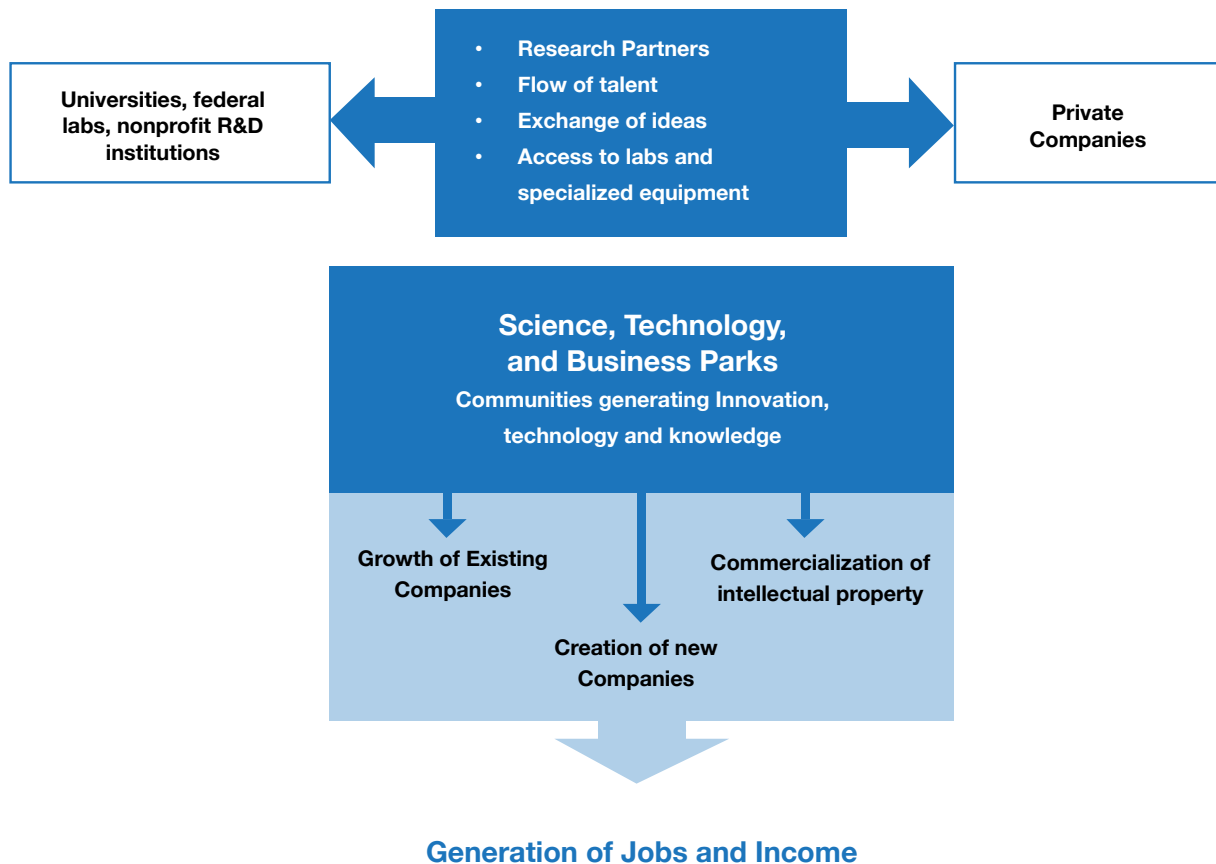 • Research Partners
• Flow of talent
• Exchange of ideas
• Access to labs and
specialized equipment
Universities, federal
labs, nonprofit R&D
institutions
Private
Companies
Science, Technology,
and Business Parks
Communities generating Innovation,
technology and knowledge
Growth of Existing
Companies
Commercialization of
intellectual property
Creation of new
Companies
Generation of Jobs and Income